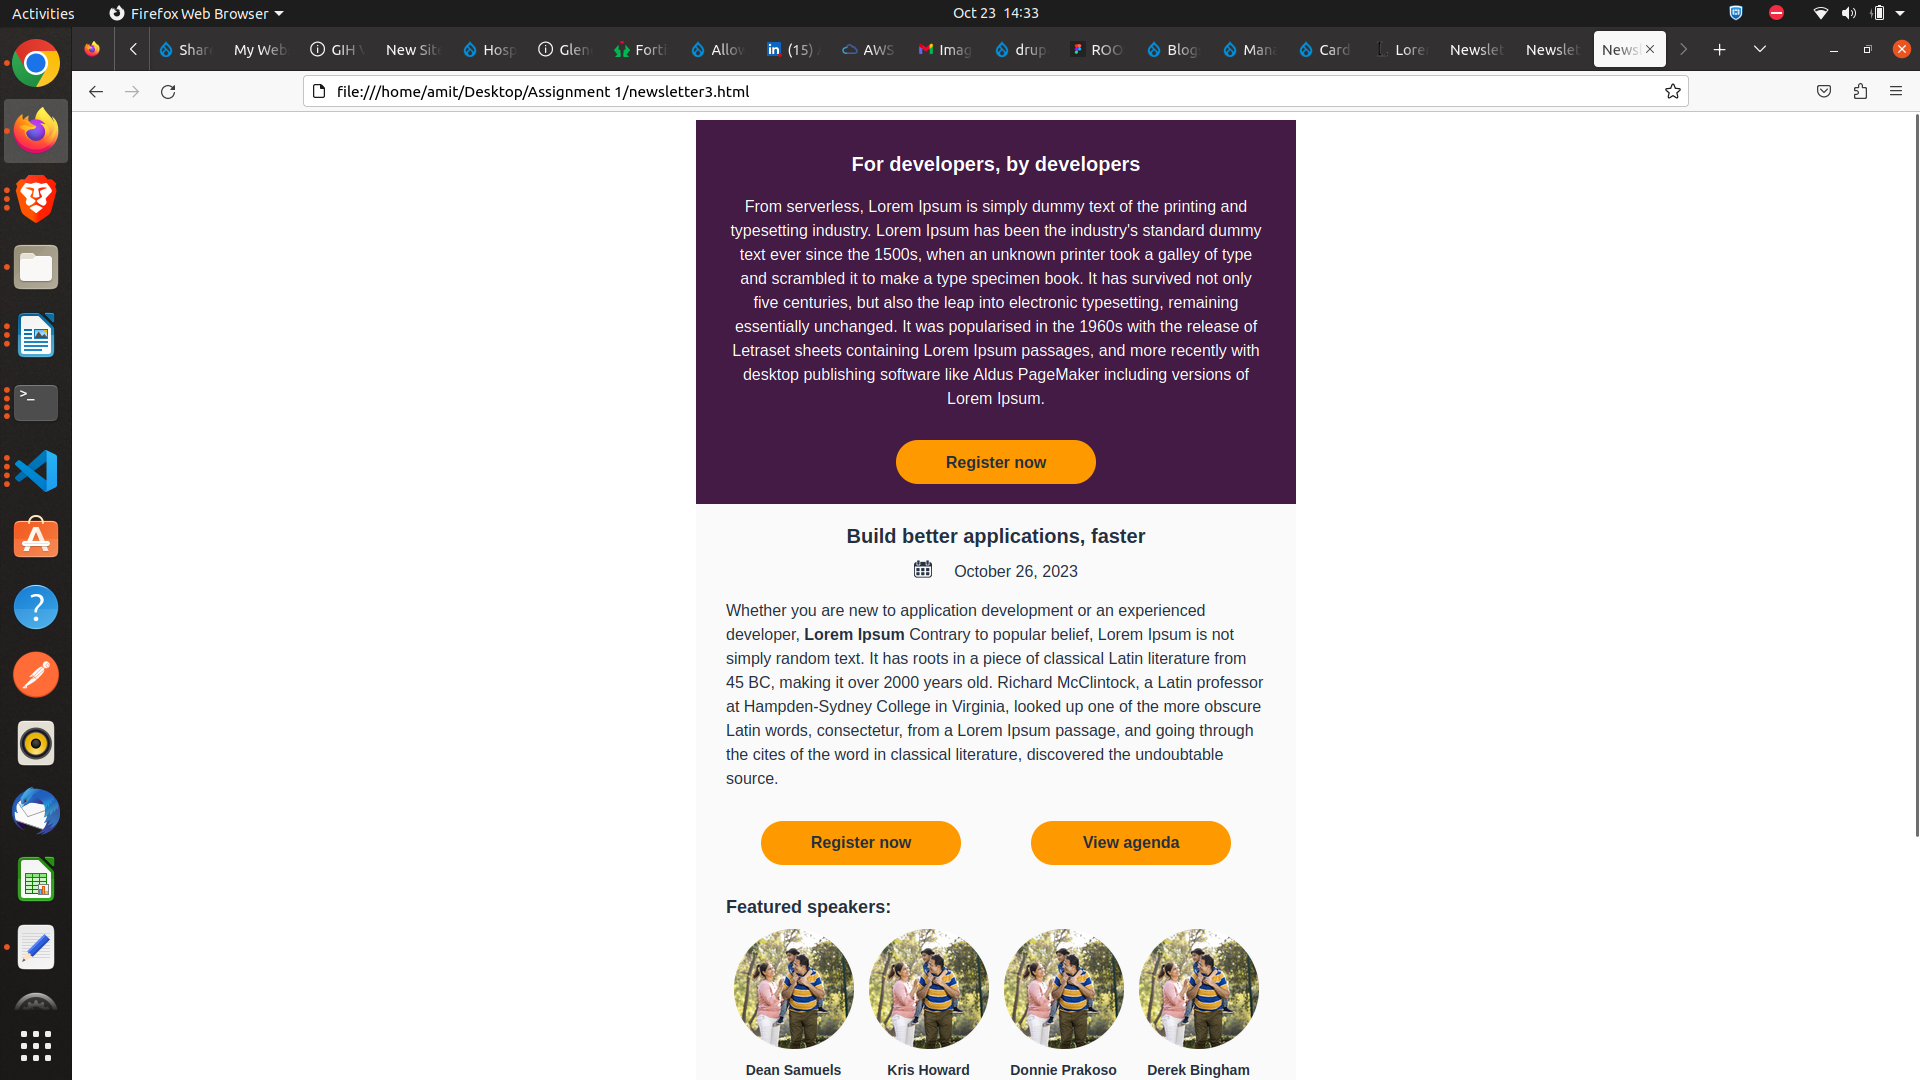 Activities
Firefox Web Browser
Oct 23 14:33
Shar
My Web
GIH
New Sit
Hosp
Glen
Forti
Allow
(15)
AWS
Imag
drup
ROO
Blog
Mana
Card
Lorem
Newslet
Newslet
Newsl
file:///home/amit/Desktop/Assignment 1/newsletter3.html
For developers, by developers
From serverless, Lorem Ipsum is simply dummy text of the printing and
typesetting industry. Lorem Ipsum has been the industry's standard dummy
text ever since the 1500s, when an unknown printer took a galley of type
and scrambled it to make a type specimen book. It has survived not only
five centuries, but also the leap into electronic typesetting, remaining
essentially unchanged. It was popularised in the 1960s with the release of
Letraset sheets containing Lorem Ipsum passages, and more recently with
desktop publishing software like Aldus PageMaker including versions of
Lorem Ipsum.
Register now
Build better applications, faster
October 26, 2023
Whether you are new to application development or an experienced
developer, Lorem Ipsum Contrary to popular belief, Lorem Ipsum is not
simply random text. It has roots in a piece of classical Latin literature from
45 BC, making it over 2000 years old. Richard McClintock, a Latin professor
at Hampden-Sydney College in Virginia, looked up one of the more obscure
Latin words, consectetur, from a Lorem Ipsum passage, and going through
the cites of the word in classical literature, discovered the undoubtable
source.
Register now
View agenda
Featured speakers:
Dean Samuels
Kris Howard
Donnie Prakoso
Derek Bingham